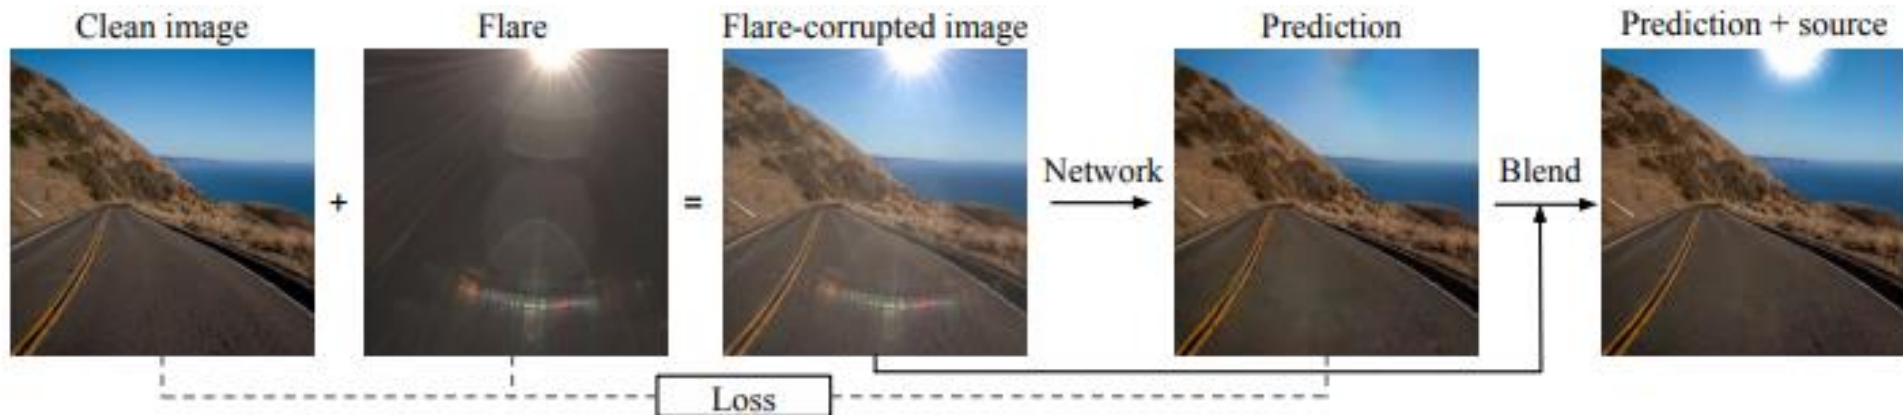 Clean image
Flare
Flare-corrupted image
Prediction
Prediction + source
+
=
Network
Blend
Loss